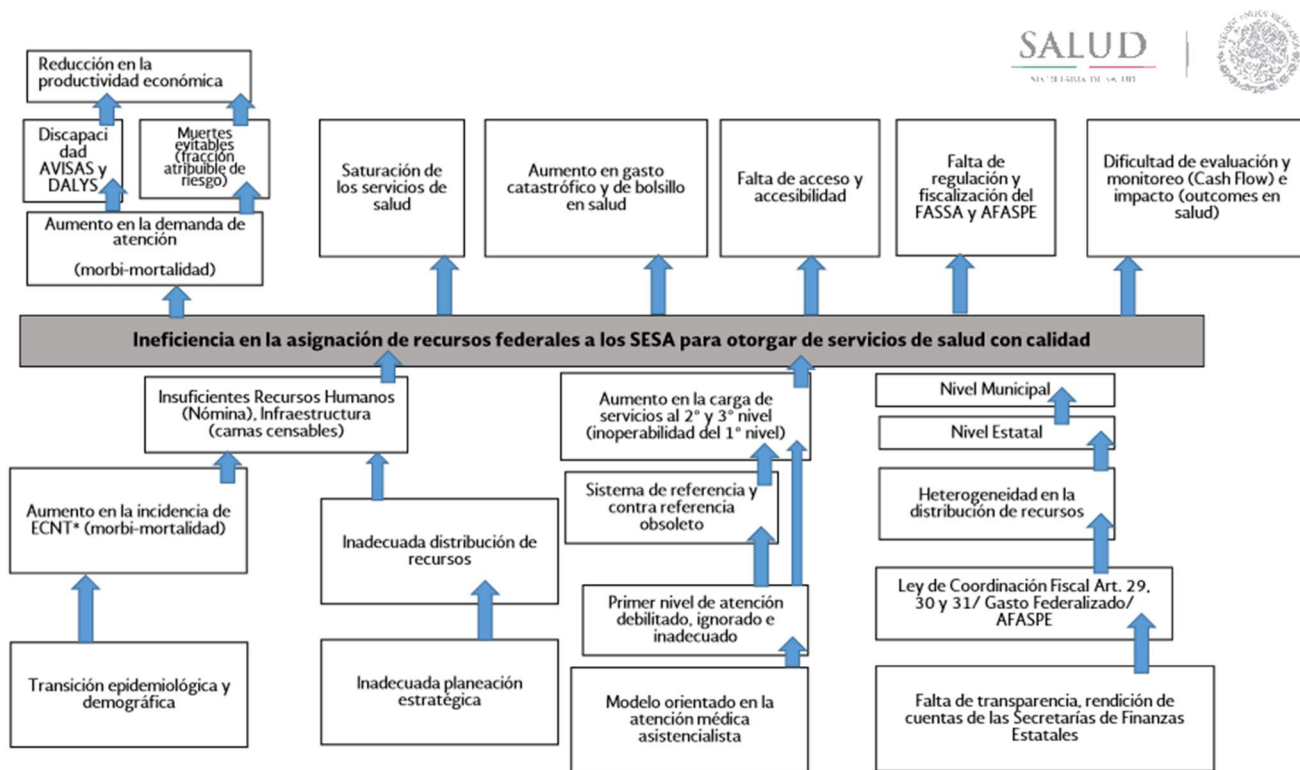 SALUD
SECRETARÍA DE SALUD
Reducción en la
productividad económica
Discapaci
dad
AVISAS y
DALYS
Muertes
evitables
(fracción
atribuible de
riesgo)
Saturación de
los servicios de
salud
Aumento en gasto
catastrófico y de bolsillo
en salud
Falta de acceso y
accesibilidad
Falta de
regulación y
fiscalización del
FASSA y AFASPE
Dificultad de evaluación y
monitoreo (Cash Flow) e
impacto (outcomes en
salud)
Aumento en la demanda de
atención
(morbi-mortalidad)
Ineficiencia en la asignación de recursos federales a los SESA para otorgar de servicios de salud con calidad
Insuficientes Recursos Humanos
(Nómina), Infraestructura
(camas censables)
Aumento en la carga de
servicios al 2° y 3° nivel
(inoperabilidad del 1° nivel)
Nivel Municipal
Nivel Estatal
Aumento en la incidencia de
ECNT* (morbi-mortalidad)
Inadecuada distribución de
recursos
Sistema de referencia y
contra referencia
obsoleto
Heterogeneidad en la
distribución de recursos
Primer nivel de atención
debilitado, ignorado e
inadecuado
Ley de Coordinación Fiscal Art. 29,
30 y 31/ Gasto Federalizado/
AFASPE
Transición epidemiológica y
demográfica
Inadecuada planeación
estratégica
Modelo orientado en la
atención médica
asistencialista
Falta de transparencia, rendición de
cuentas de las Secretarías de Finanzas
Estatales